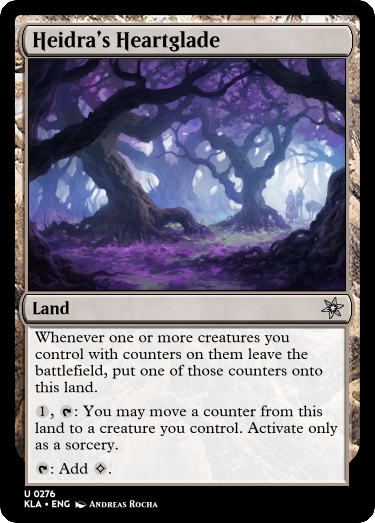 Heidra's Heartglade
Land
Whenever one or more creatures you
control with counters on them leave the
battlefield, put one of those counters onto
this land.
1, : You may move a counter from this
land to a creature you control. Activate only
as a sorcery.
: Add .
U 0276
KLA • ENG Andreas Rocha